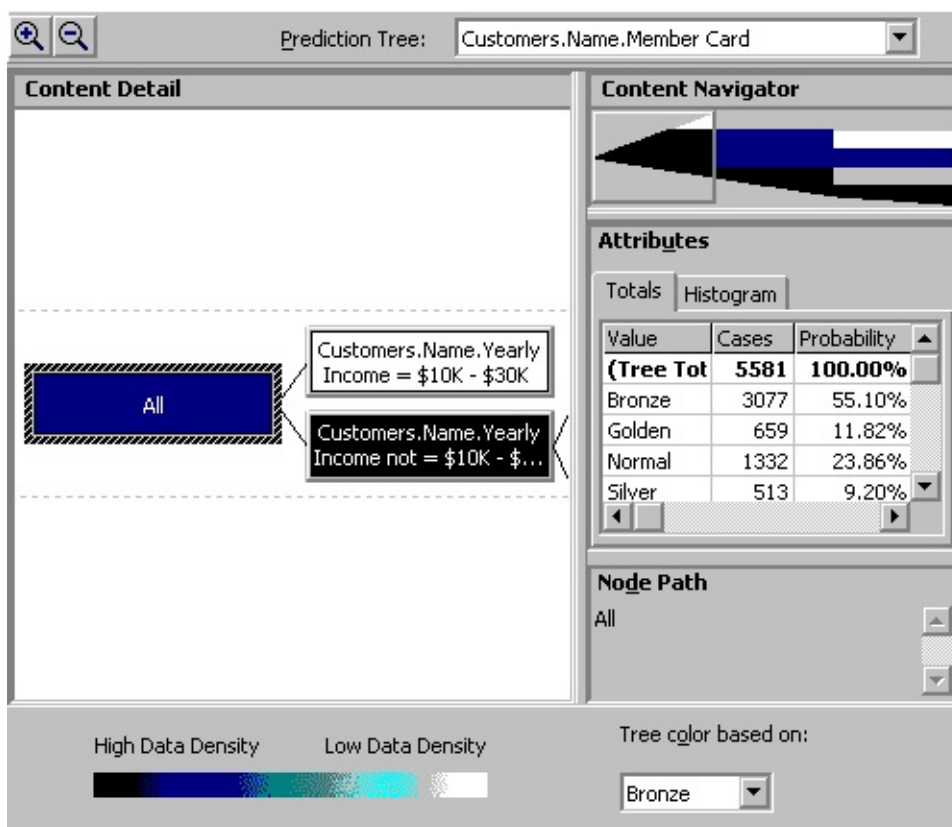 Prediction Tree: Customers.Name.Member Card
Content Detail
Content Navigator
All
Customers.Name.Yearly
Income = $10K - $30K
Customers.Name.Yearly
Income not = $10K - $...
Attributes
Totals Histogram
Value Cases Probability
(Tree Tot 5581 100.00%
Bronze 3077 55.10%
Golden 659 11.82%
Normal 1332 23.86%
Silver 513 9.20%
Node Path
All
High Data Density Low Data Density
Tree color based on:
Bronze